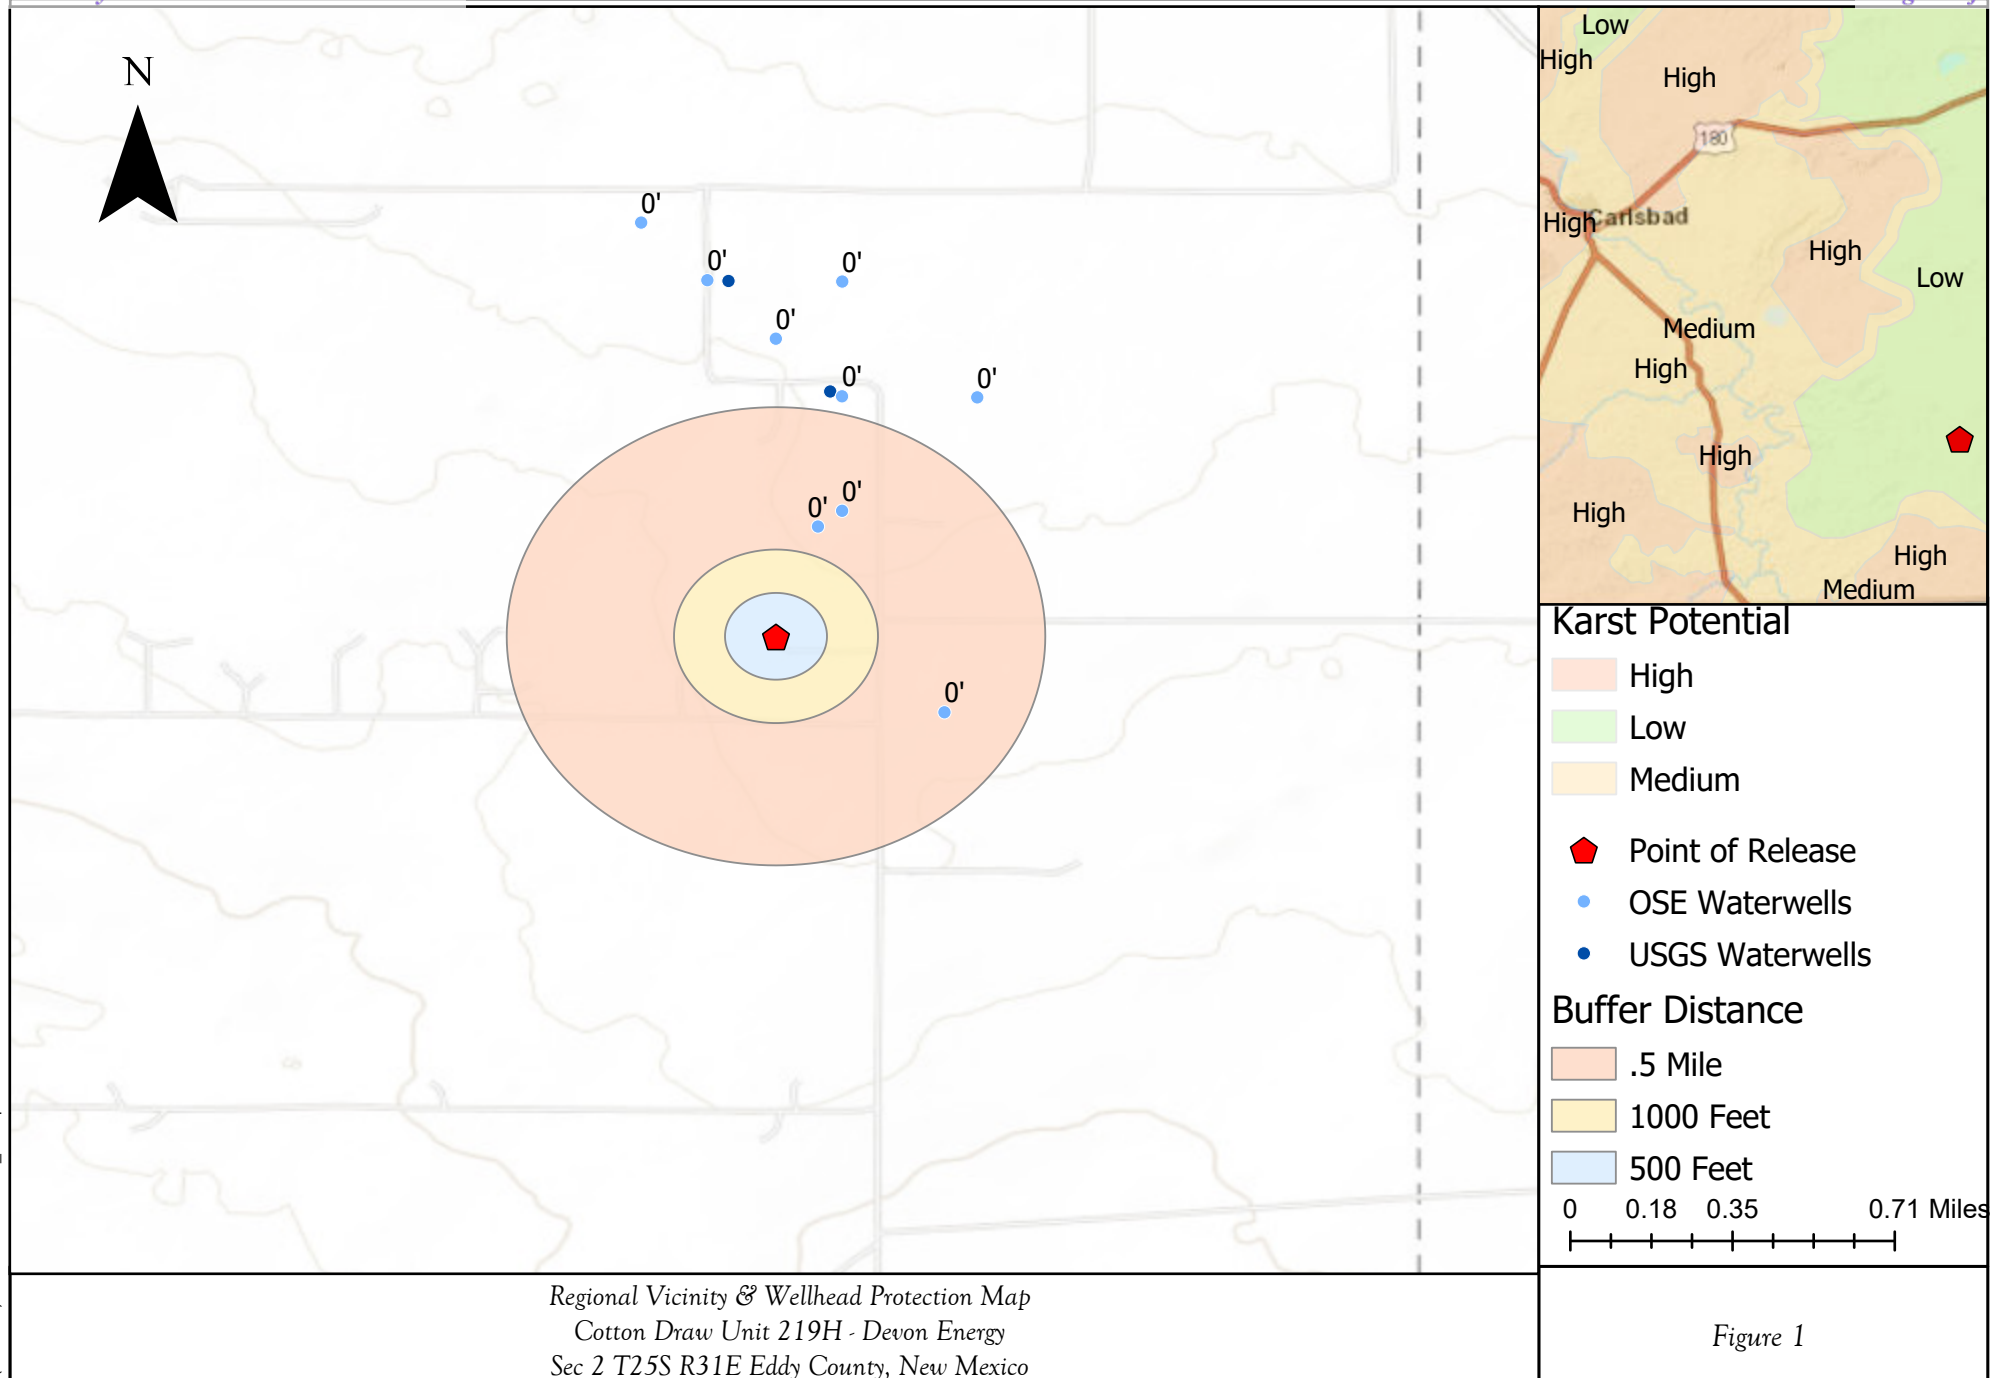 N
0'
0'
0'
0'
0'
0'
0'
0'
0'
Low
High
High
180
Carlsbad
High
High
Low
Medium
High
High
High
High
Medium
Karst Potential
High
Low
Medium
Point of Release
OSE Waterwells
USGS Waterwells
Buffer Distance
.5 Mile
1000 Feet
500 Feet
0 0.18 0.35 0.71 Miles
Regional Vicinity & Wellhead Protection Map
Cotton Draw Unit 219H - Devon Energy
Sec 2 T25S R31E Eddy County, New Mexico
Figure 1